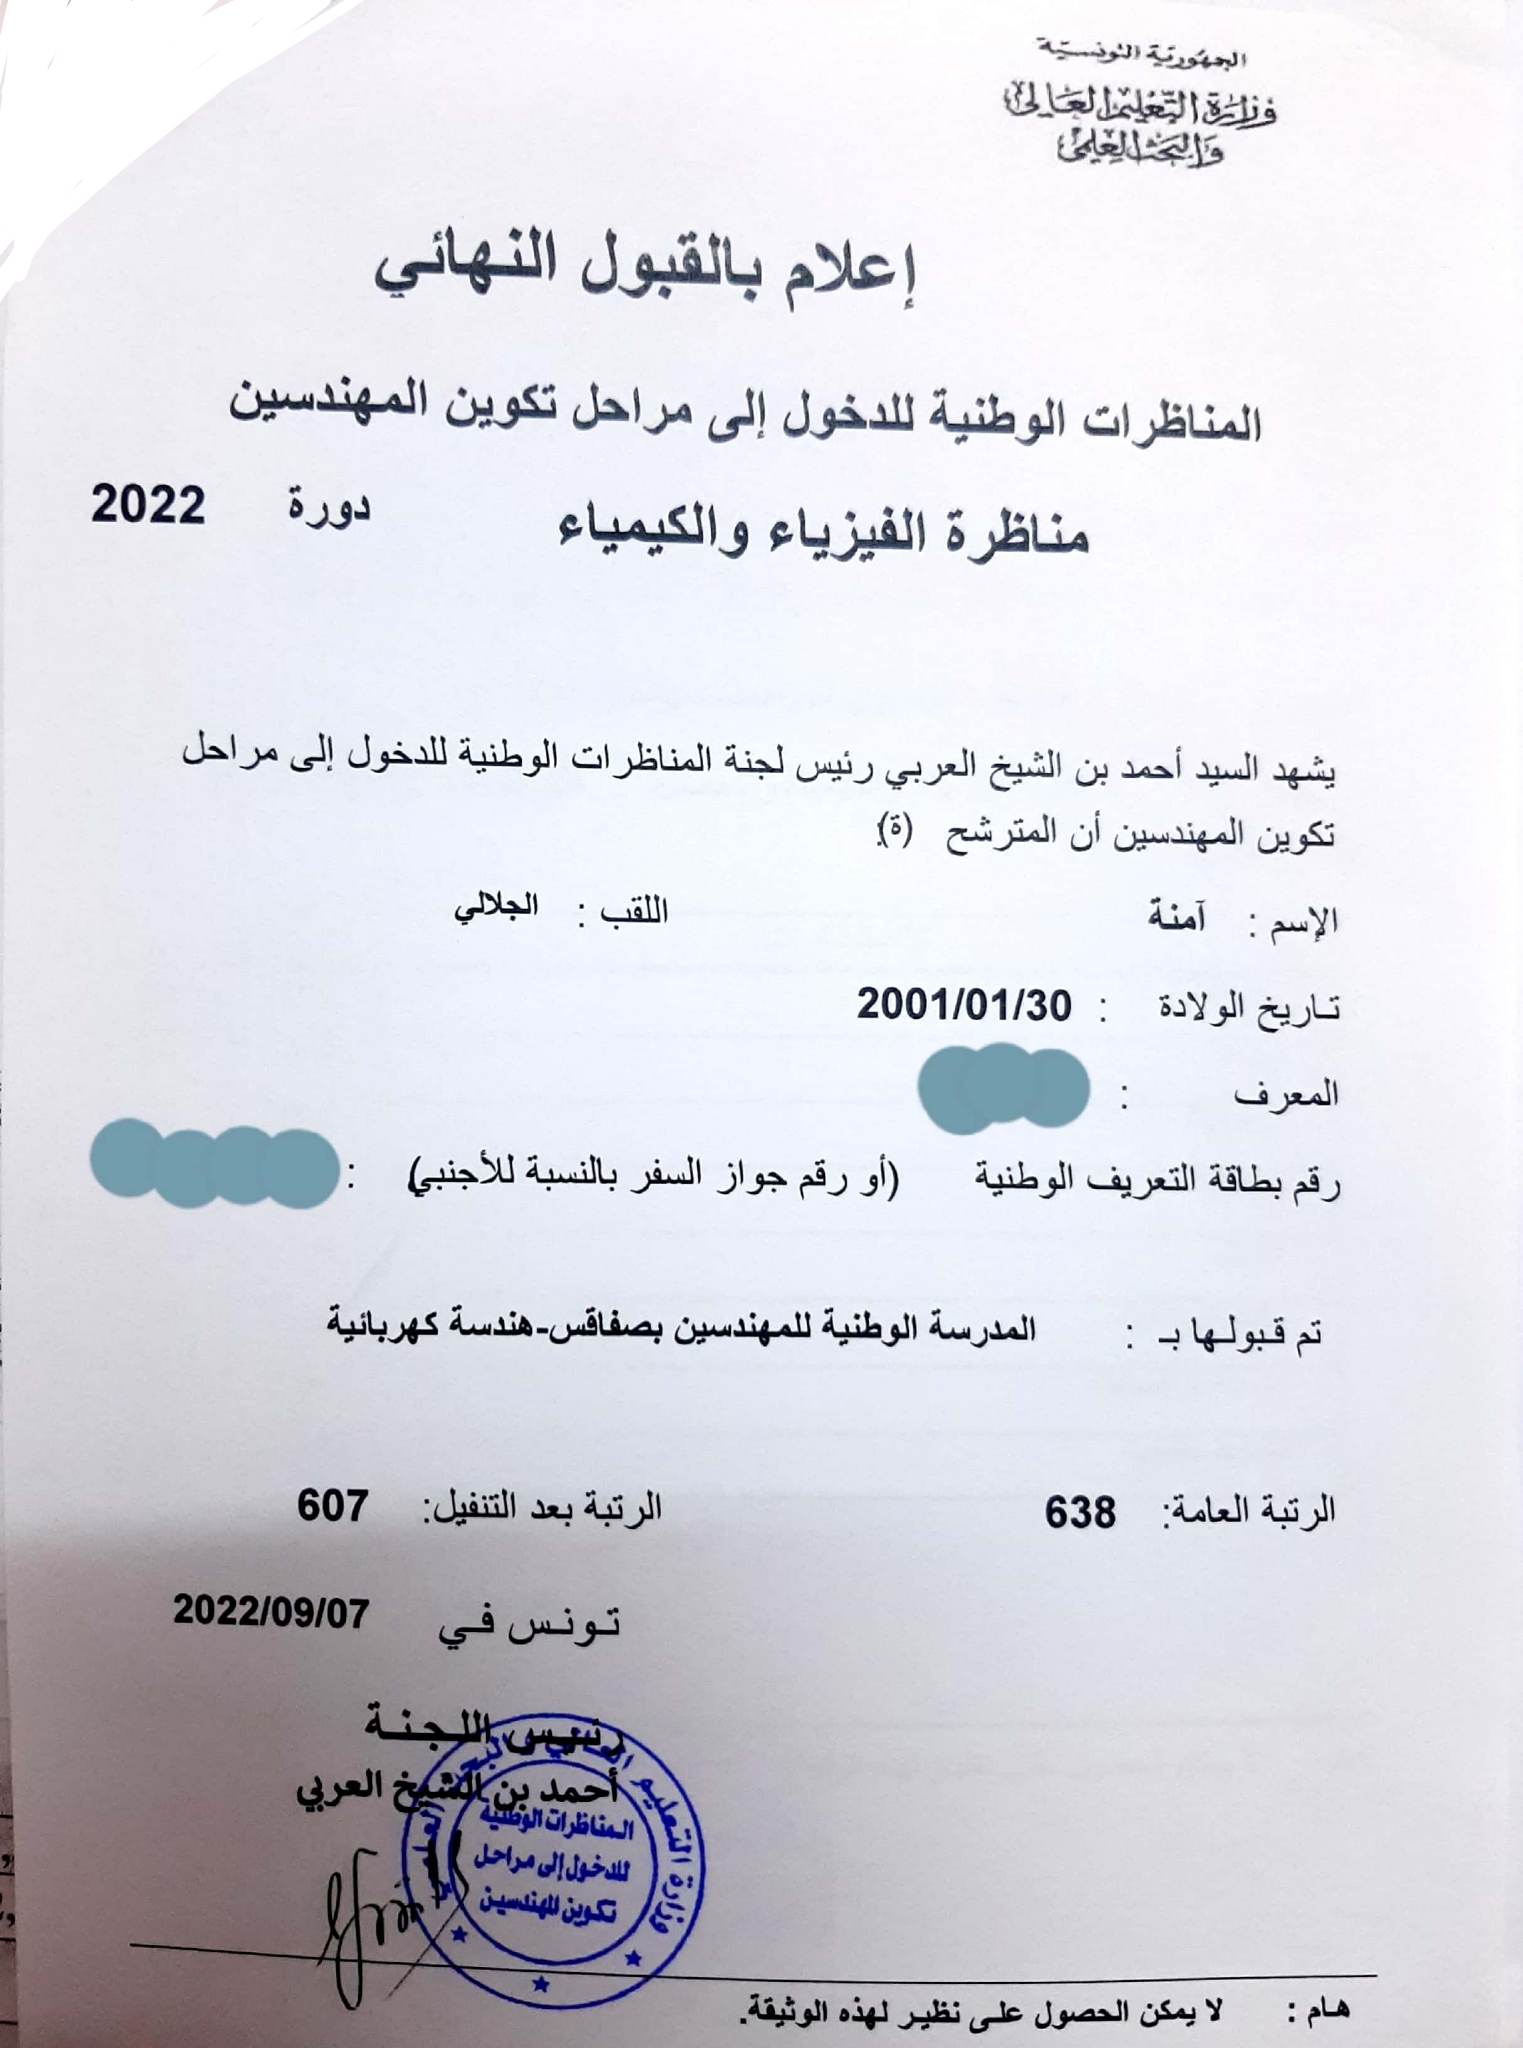 الجمهورية التونسية
وزارة التعليم العالي
والبحث العلمي
إعلام بالقبول النهائي
المناظرات الوطنية للدخول إلى مراحل تكوين المهندسين
مناظرة الفيزياء والكيمياء دورة 2022
يشهد السيد أحمد بن الشيخ العربي رئيس لجنة المناظرات الوطنية للدخول إلى مراحل
تكوين المهندسين أن المترشح (ة):
الإسم : آمنة اللقب : الجلالي
تاريخ الولادة : 2001/01/30
المعرف :
رقم بطاقة التعريف الوطنية (أو رقم جواز السفر بالنسبة للأجنبي) :
تم قبولها بـ : المدرسة الوطنية للمهندسين بصفاقس-هندسة كهربائية
الرتبة العامة: 638 الرتبة بعد التنفيل: 607
تونس في 2022/09/07
رئيس اللجنة
أحمد بن الشيخ العربي
وزارة التعليم العالي والبحث العلمي
المناظرات الوطنية
للدخول إلى مراحل
تكوين المهندسين
هام : لا يمكن الحصول على نظير لهذه الوثيقة.